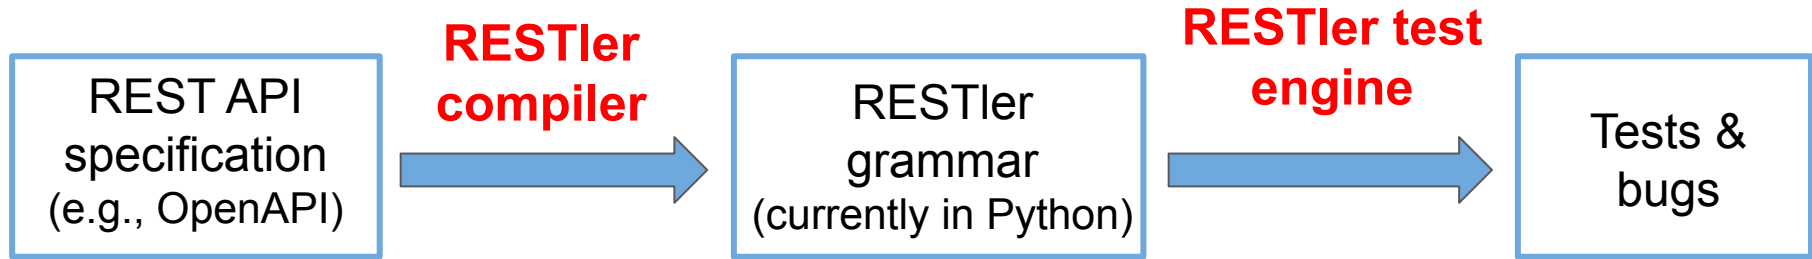 REST API
specification
(e.g., OpenAPI)
RESTler
compiler
RESTler
grammar
(currently in Python)
RESTler test
engine
Tests &
bugs